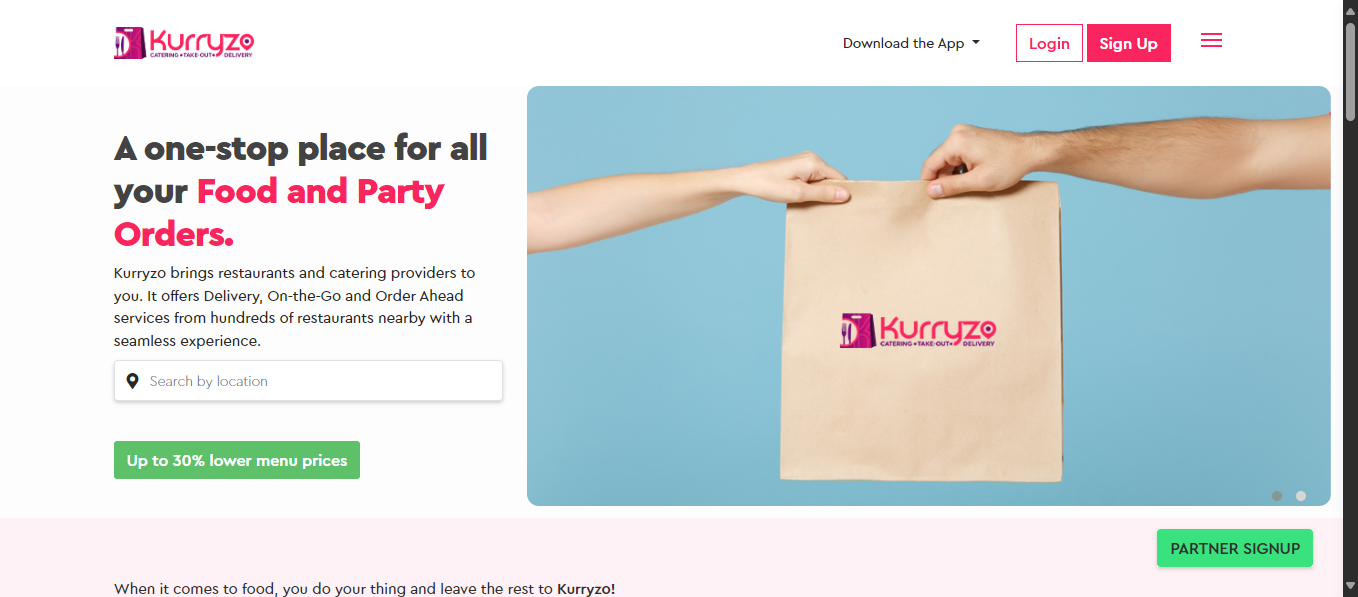 Kurryzo
CATERING • TAKE-OUT • DELIVERY
Download the App
Login
Sign Up
A one-stop place for all
your Food and Party
Orders.
Kurryzo brings restaurants and catering providers to
you. It offers Delivery, On-the-Go and Order Ahead
services from hundreds of restaurants nearby with a
seamless experience.
Search by location
Up to 30% lower menu prices
Kurryzo
CATERING • TAKE-OUT • DELIVERY
PARTNER SIGNUP
When it comes to food, you do your thing and leave the rest to Kurryzo!